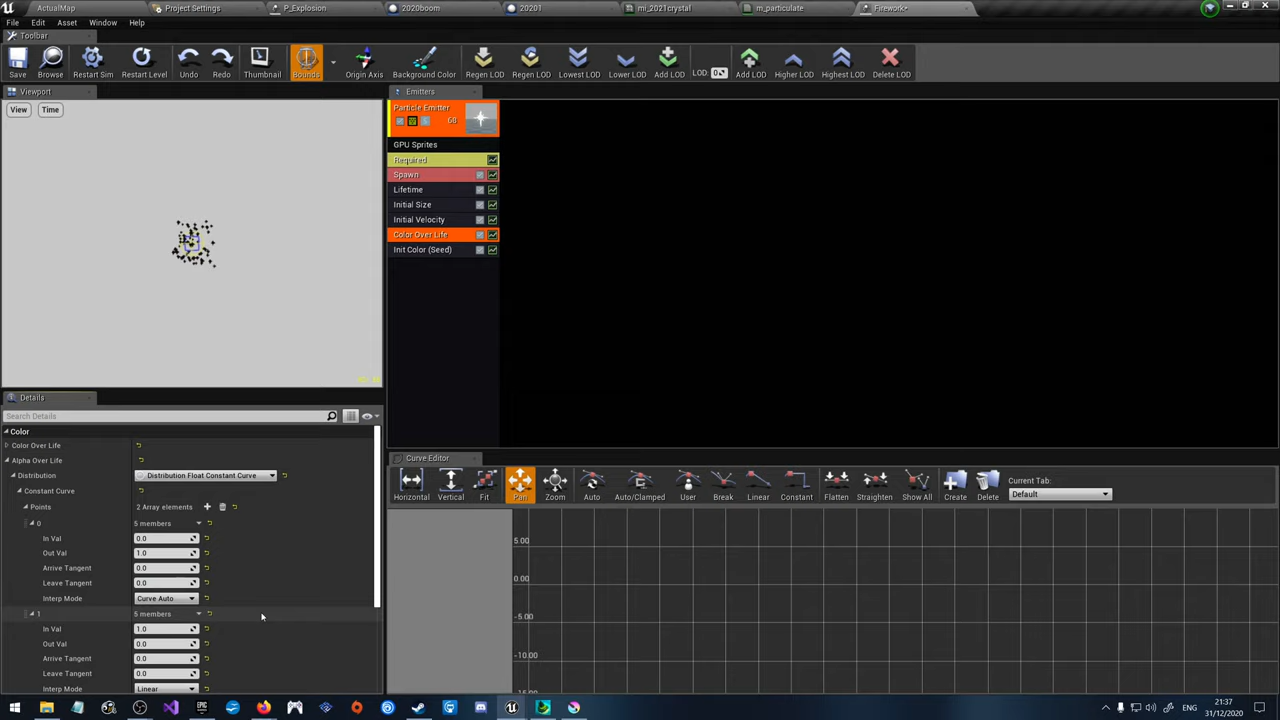 ActualMap Project Settings P_Explosion 2020boom 20201 mi_2021crystal m_particulate Firework*
File Edit Asset Window Help
Toolbar
Save Browse Restart Sim Restart Level Undo Redo Thumbnail Bounds Origin Axis Background Color Regen LOD Regen LOD Lowest LOD Lower LOD Add LOD LOD: 0 Add LOD Higher LOD Highest LOD Delete LOD
Viewport
Emitters
View Time
Particle Emitter
68
GPU Sprites
Required
Spawn
Lifetime
Initial Size
Initial Velocity
Color Over Life
Init Color (Seed)
Details
Search Details
Color
Color Over Life
Alpha Over Life
Distribution Distribution Float Constant Curve
Constant Curve
Points 2 Array elements
0 5 members
In Val 0.0
Out Val 1.0
Arrive Tangent 0.0
Leave Tangent 0.0
Interp Mode Curve Auto
1 5 members
In Val 1.0
Out Val 0.0
Arrive Tangent 0.0
Leave Tangent 0.0
Interp Mode Linear
Curve Editor
Horizontal Vertical Fit Pan Zoom Auto Auto/Clamped User Break Linear Constant Flatten Straighten Show All Create Delete
Current Tab:
Default
5.00
0.00
-5.00
-10.00
ENG
21:37
31/12/2020